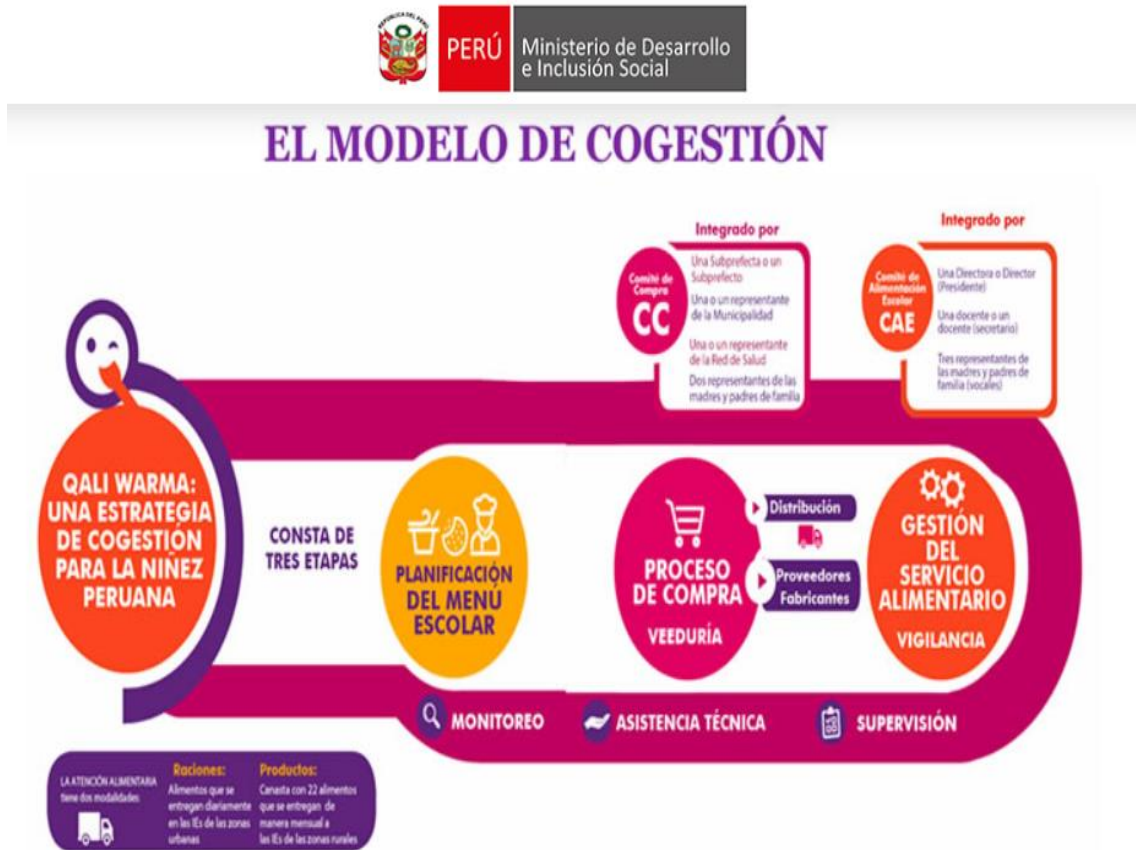 REPÚBLICA DEL PERÚ
PERÚ
Ministerio de Desarrollo
e Inclusión Social
EL MODELO DE COGESTIÓN
Integrado por
Comité de
Compra
CC
Una Subprefecta o un
Subprefecto
Una o un representante
de la Municipalidad
Una o un representante
de la Red de Salud
Dos representantes de las
madres y padres de familia
Integrado por
Comité de
Alimentación
Escolar
CAE
Una Directora o Director
(Presidente)
Una docente o un
docente (secretario)
Tres representantes de
las madres y padres de
familia (vocales)
QALI WARMA:
UNA ESTRATEGIA
DE COGESTIÓN
PARA LA NIÑEZ
PERUANA
CONSTA DE
TRES ETAPAS
PLANIFICACIÓN
DEL MENÚ
ESCOLAR
PROCESO
DE COMPRA
VEEDURÍA
Distribución
Proveedores
Fabricantes
GESTIÓN
DEL
SERVICIO
ALIMENTARIO
VIGILANCIA
MONITOREO
ASISTENCIA TÉCNICA
SUPERVISIÓN
LA ATENCIÓN ALIMENTARIA
tiene dos modalidades
Raciones:
Alimentos que se
entregan diariamente
en las IEs de las zonas
urbanas
Productos:
Canasta con 22 alimentos
que se entregan de
manera mensual a
las IEs de las zonas rurales